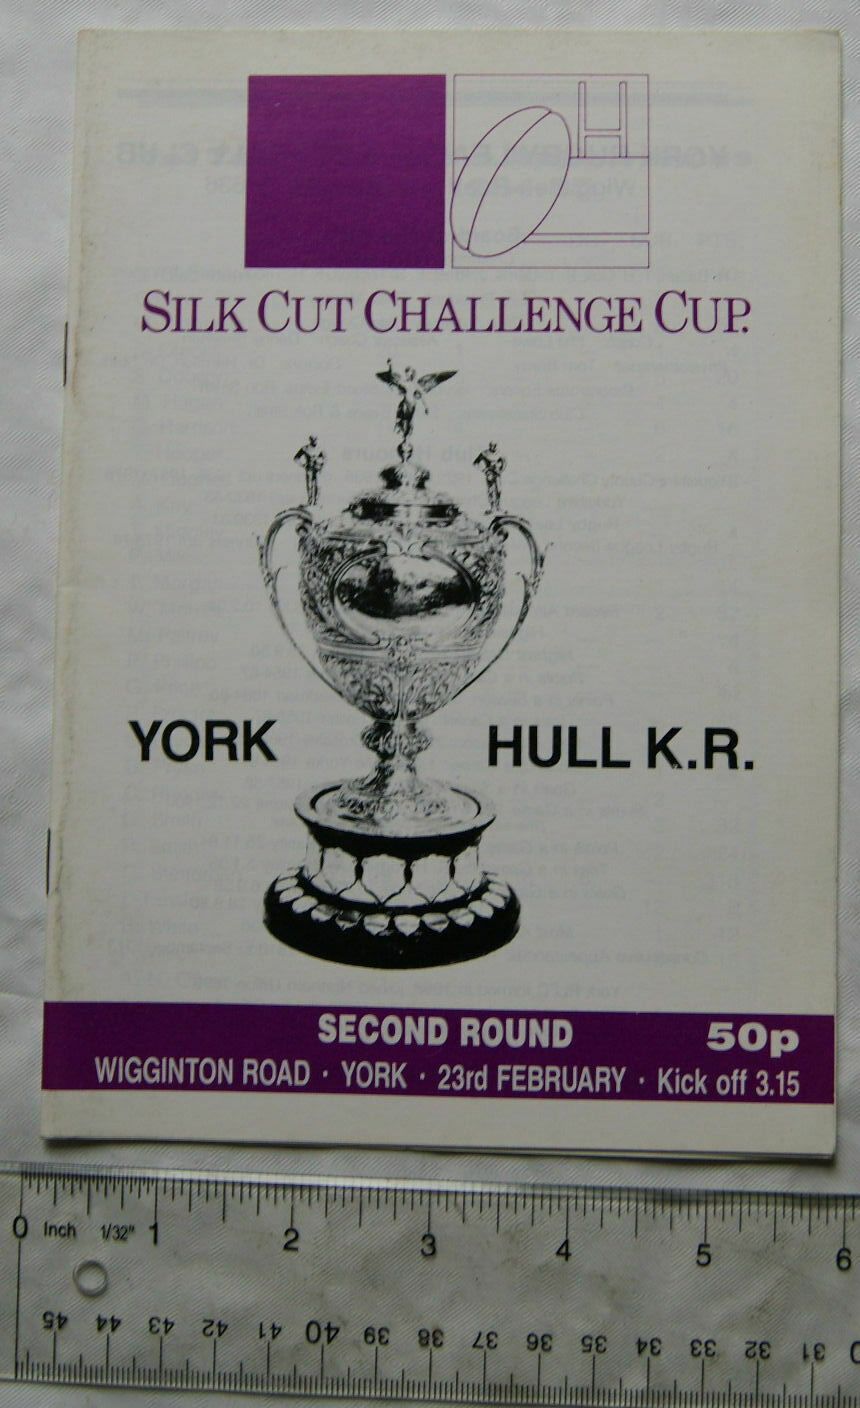 SILK CUT CHALLENGE CUP.
YORK
HULL K.R.
SECOND ROUND 50p
WIGGINTON ROAD · YORK · 23rd FEBRUARY · Kick off 3.15
0 Inch 1/32" 1 2 3 4 5 6
45 44 43 42 41 40 39 38 37 36 35 34 33 32 31